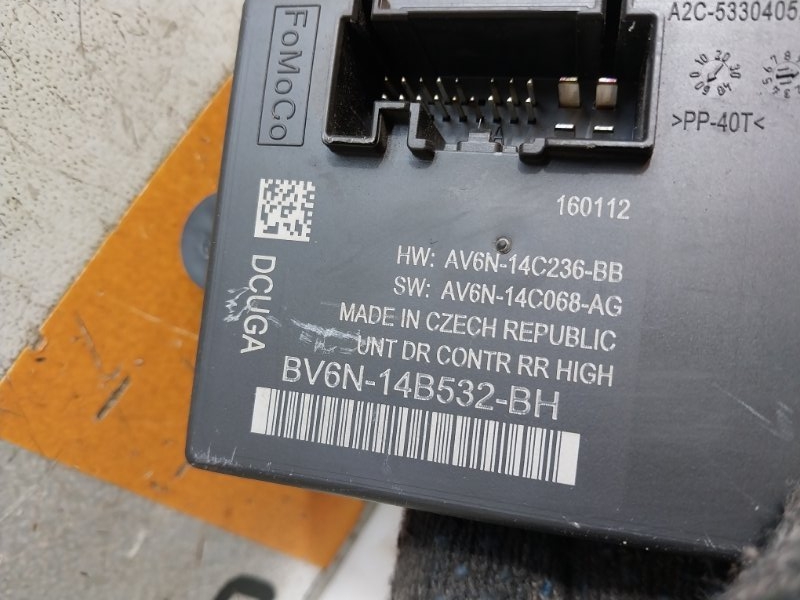 FoMoCo
A2C-5330405
>PP-40T<
160112
HW: AV6N-14C236-BB
SW: AV6N-14C068-AG
MADE IN CZECH REPUBLIC
UNT DR CONTR RR HIGH
BV6N-14B532-BH
DCUGA